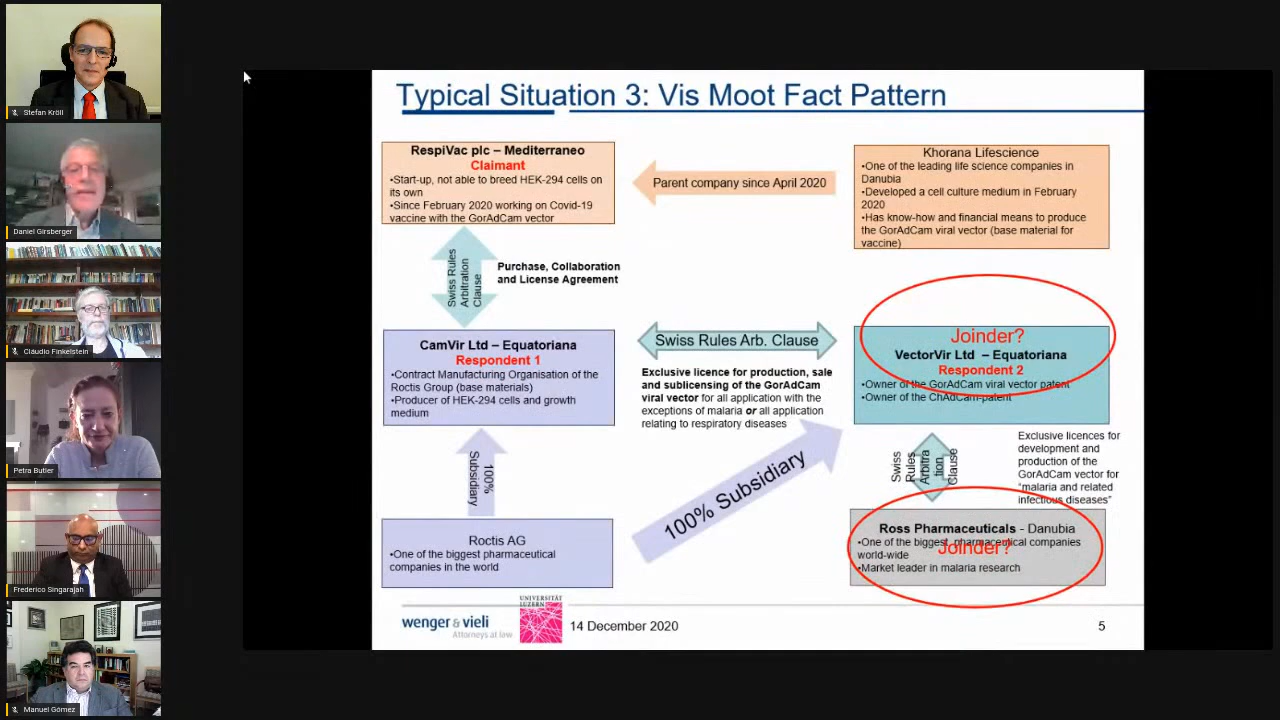 Stefan Kröll
Daniel Girsberger
Cláudio Finkelstein
Petra Butler
Frederico Singarajah
Manuel Gómez
Typical Situation 3: Vis Moot Fact Pattern
RespiVac plc – Mediterraneo
Claimant
•Start-up, not able to breed HEK-294 cells on
its own
•Since February 2020 working on Covid-19
vaccine with the GorAdCam vector
Parent company since April 2020
Khorana Lifescience
•One of the leading life science companies in
Danubia
•Developed a cell culture medium in February
2020
•Has know-how and financial means to produce
the GorAdCam viral vector (base material for
vaccine)
Swiss Rules
Arbitration
Clause
Purchase, Collaboration
and License Agreement
CamVir Ltd – Equatoriana
Respondent 1
•Contract Manufacturing Organisation of the
Roctis Group (base materials)
•Producer of HEK-294 cells and growth
medium
Swiss Rules Arb. Clause
Exclusive licence for production, sale
and sublicensing of the GorAdCam
viral vector for all application with the
exceptions of malaria or all application
relating to respiratory diseases
Joinder?
VectorVir Ltd – Equatoriana
Respondent 2
•Owner of the GorAdCam viral vector patent
•Owner of the ChAdCam-patent
100%
Subsidiary
100% Subsidiary
Swiss
Rules
Arbitra
tion
Clause
Exclusive licences for
development and
production of the
GorAdCam vector for
“malaria and related
infectious diseases”
Roctis AG
•One of the biggest pharmaceutical
companies in the world
Ross Pharmaceuticals - Danubia
•One of the biggest pharmaceutical companies
world-wide
Joinder?
•Market leader in malaria research
wenger & vieli
Attorneys at law
UNIVERSITÄT
LUZERN
14 December 2020
5